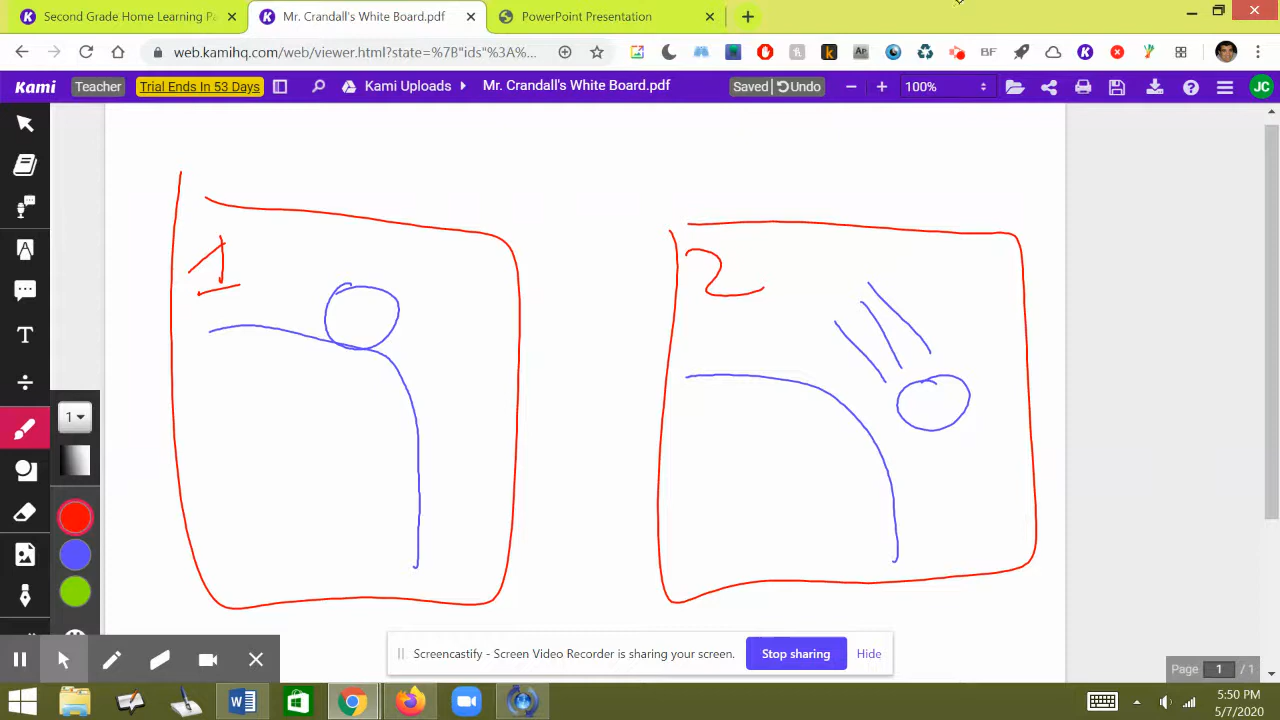 Second Grade Home Learning Pa
Mr. Crandall's White Board.pdf
PowerPoint Presentation
web.kamihq.com/web/viewer.html?state=%7B"ids"%3A%...
Kami
Teacher
Trial Ends In 53 Days
Kami Uploads
Mr. Crandall's White Board.pdf
Saved
Undo
100%
JC
1
2
1
Screencastify - Screen Video Recorder is sharing your screen.
Stop sharing
Hide
Page 1 / 1
5:50 PM
5/7/2020